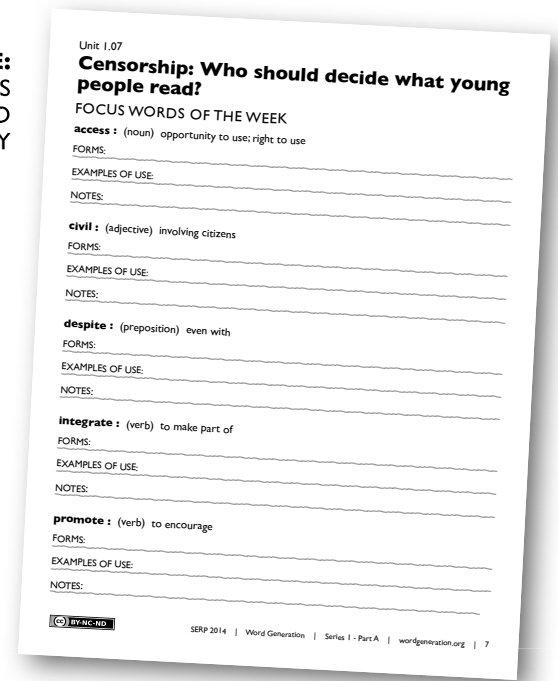 E:
S
O
Y
Unit 1.07
Censorship: Who should decide what young
people read?
FOCUS WORDS OF THE WEEK
access : (noun) opportunity to use; right to use
FORMS:
EXAMPLES OF USE:
NOTES:
civil : (adjective) involving citizens
FORMS:
EXAMPLES OF USE:
NOTES:
despite : (preposition) even with
FORMS:
EXAMPLES OF USE:
NOTES:
integrate : (verb) to make part of
FORMS:
EXAMPLES OF USE:
NOTES:
promote : (verb) to encourage
FORMS:
EXAMPLES OF USE:
NOTES:
cc BY-NC-ND
SERP 2014 | Word Generation | Series 1 - Part A | wordgeneration.org | 7